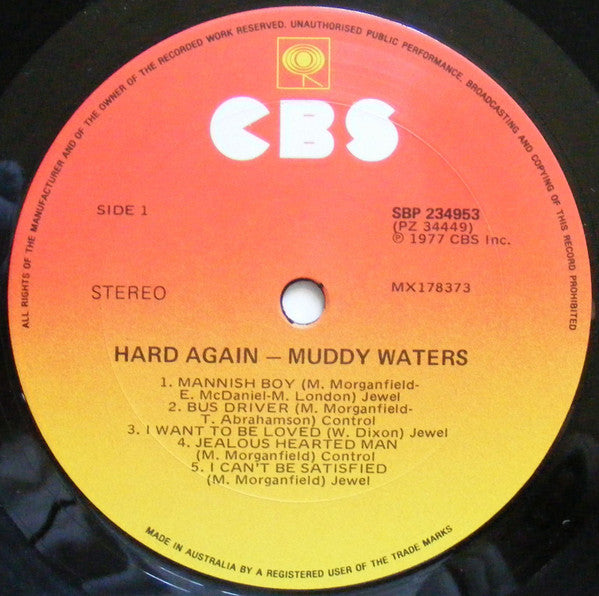 ALL RIGHTS OF THE MANUFACTURER AND OF THE OWNER OF THE RECORDED WORK RESERVED. UNAUTHORISED PUBLIC PERFORMANCE, BROADCASTING AND COPYING OF THIS RECORD PROHIBITED
CBS
SIDE 1
SBP 234953
(PZ 34449)
℗ 1977 CBS Inc.
STEREO
MX178373
HARD AGAIN – MUDDY WATERS
1. MANNISH BOY (M. Morganfield-
E. McDaniel-M. London) Jewel
2. BUS DRIVER (M. Morganfield-
T. Abrahamson) Control
3. I WANT TO BE LOVED (W. Dixon) Jewel
4. JEALOUS HEARTED MAN
(M. Morganfield) Control
5. I CAN'T BE SATISFIED
(M. Morganfield) Jewel
MADE IN AUSTRALIA BY A REGISTERED USER OF THE TRADE MARKS